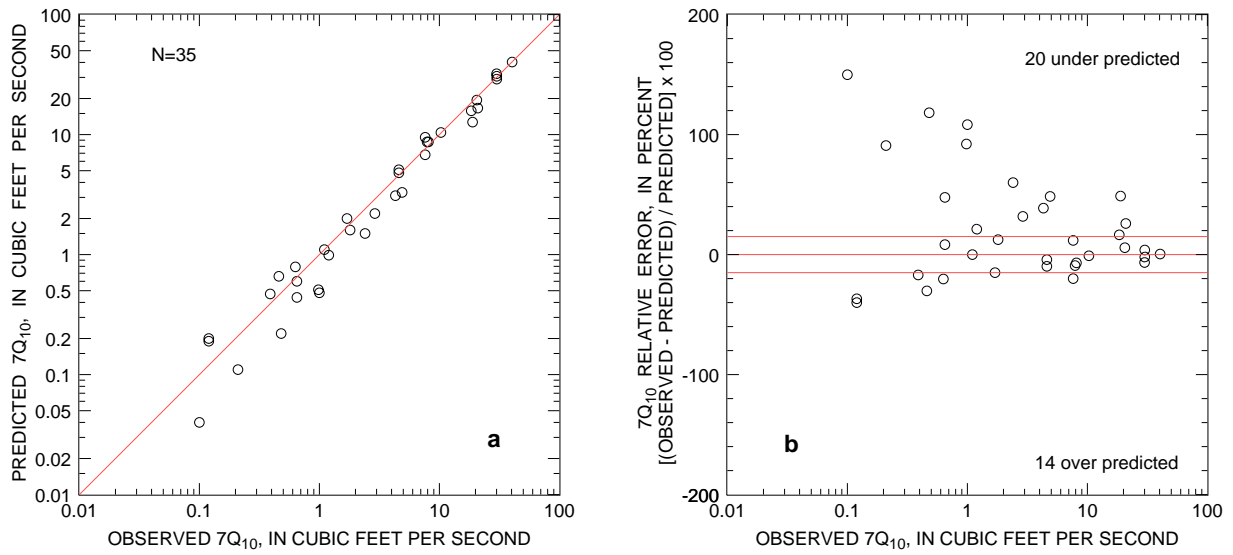 PREDICTED 7Q10, IN CUBIC FEET PER SECOND
100
50
20
10
5
2
1
0.5
0.2
0.1
0.05
0.02
0.01
N=35
a
0.01
0.1
1
10
100
OBSERVED 7Q10, IN CUBIC FEET PER SECOND
7Q10 RELATIVE ERROR, IN PERCENT
[(OBSERVED - PREDICTED) / PREDICTED] x 100
200
100
0
-100
-200
20 under predicted
b
14 over predicted
0.01
0.1
1
10
100
OBSERVED 7Q10, IN CUBIC FEET PER SECOND